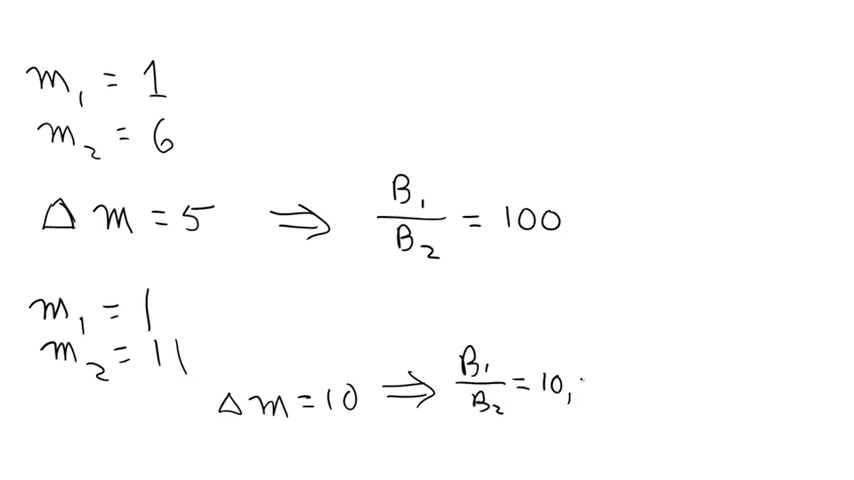 m₁ = 1
m₂ = 6
Δ m = 5 ⟹ B₁/B₂ = 100
m₁ = 1
m₂ = 11
Δ m = 10 ⟹ B₁/B₂ = 10,